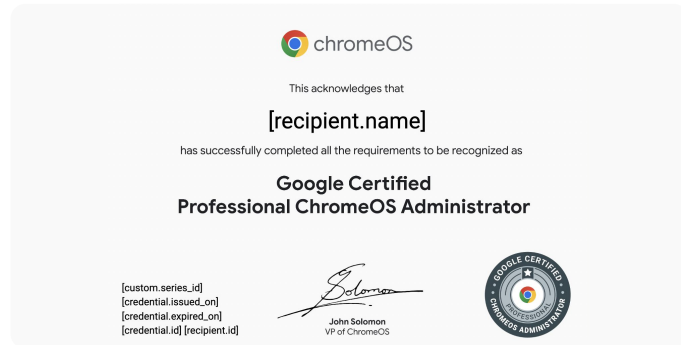 chromeOS
This acknowledges that
[recipient.name]
has successfully completed all the requirements to be recognized as
Google Certified
Professional ChromeOS Administrator
[custom.series_id]
[credential.issued_on]
[credential.expired_on]
[credential.id] [recipient.id]
Solomon
John Solomon
VP of ChromeOS
GOOGLE CERTIFIED
PROFESSIONAL
CHROMEOS ADMINISTRATOR